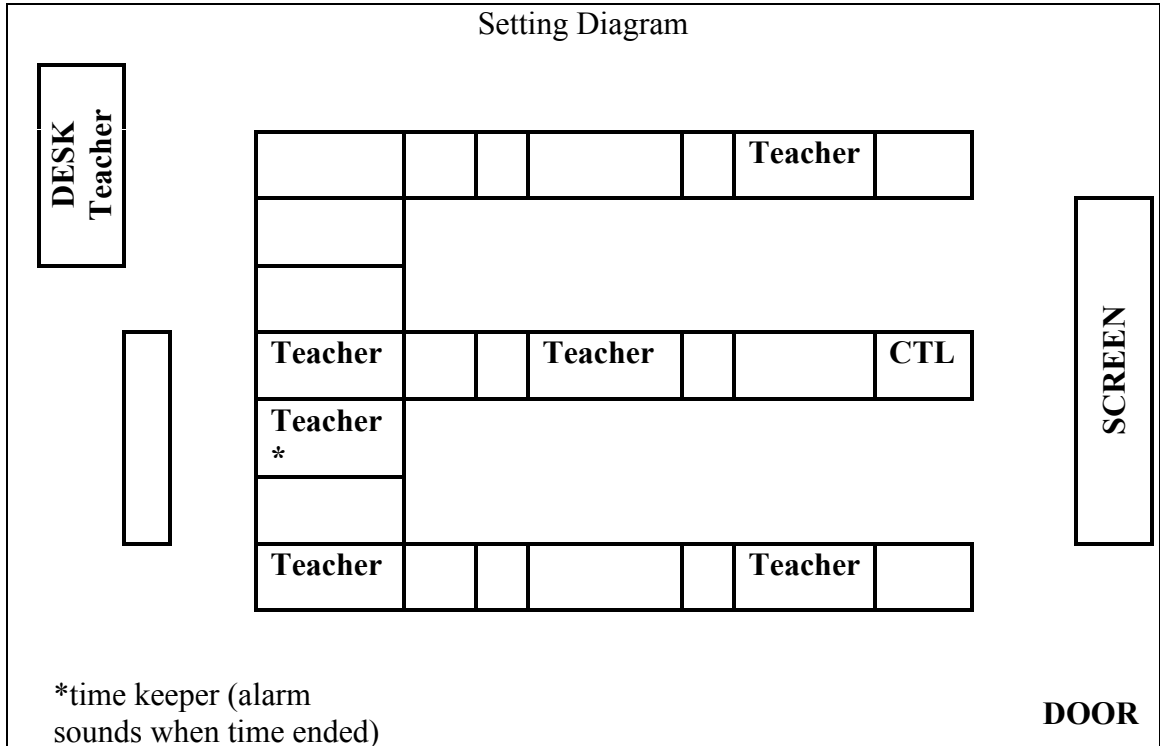 Setting Diagram
DESK
Teacher
Teacher
SCREEN
Teacher
Teacher
CTL
Teacher
*
Teacher
Teacher
*time keeper (alarm
sounds when time ended)
DOOR